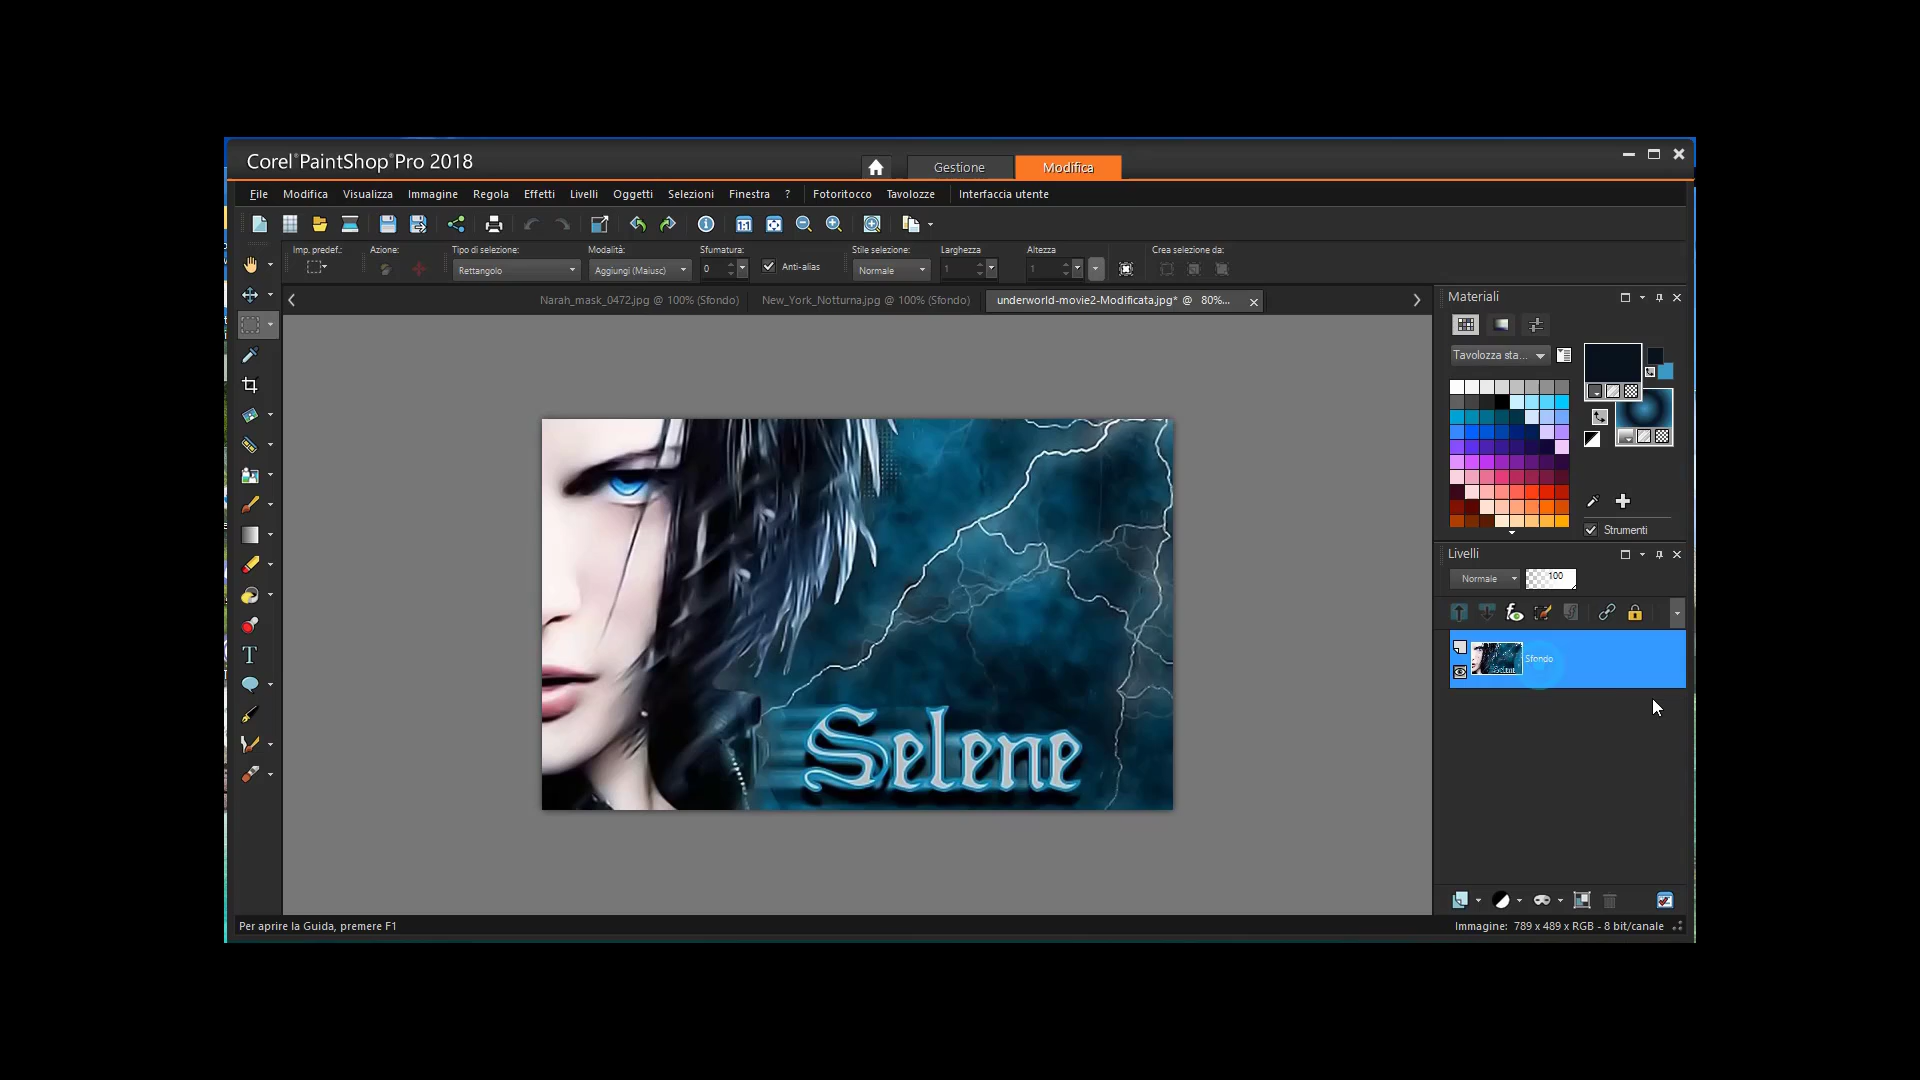 Corel®PaintShop®Pro 2018
Gestione
Modifica
File Modifica Visualizza Immagine Regola Effetti Livelli Oggetti Selezioni Finestra ? Fotoritocco Tavolozze Interfaccia utente
Imp. predef.: Azione: Tipo di selezione: Modalità: Sfumatura: Stile selezione: Larghezza Altezza Crea selezione da:
Rettangolo Aggiungi (Maiusc) 0 Anti-alias Normale 1 1
Narah_mask_0472.jpg @ 100% (Sfondo) New_York_Notturna.jpg @ 100% (Sfondo) underworld-movie2-Modificata.jpg* @ 80%...
Materiali
Tavolozza sta...
Strumenti
Livelli
Normale 100
Sfondo
Selene
Per aprire la Guida, premere F1
Immagine: 789 x 489 x RGB - 8 bit/canale